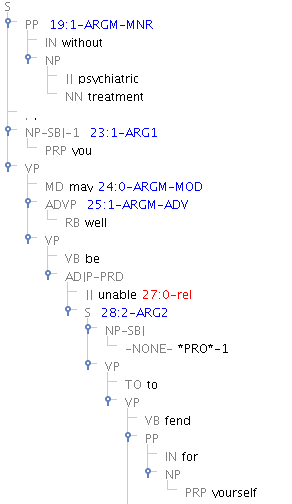 S
PP 19:1-ARGM-MNR
IN without
NP
JJ psychiatric
NN treatment
, ,
NP-SBJ-1 23:1-ARG1
PRP you
VP
MD may 24:0-ARGM-MOD
ADVP 25:1-ARGM-ADV
RB well
VP
VB be
ADJP-PRD
JJ unable 27:0-rel
S 28:2-ARG2
NP-SBJ
-NONE- *PRO*-1
VP
TO to
VP
VB fend
PP
IN for
NP
PRP yourself